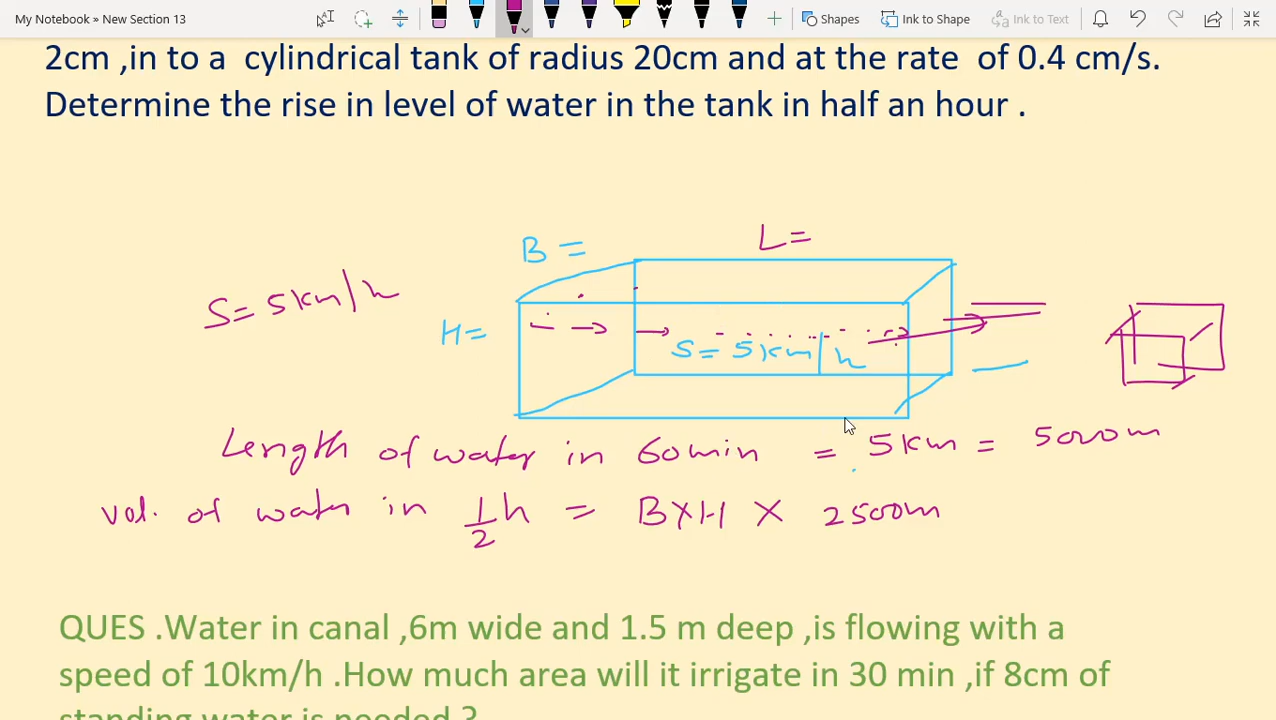 My Notebook » New Section 13
Shapes
Ink to Shape
Ink to Text
2cm ,in to a cylindrical tank of radius 20cm and at the rate of 0.4 cm/s.
Determine the rise in level of water in the tank in half an hour .
B =
L =
S= 5km/h
H=
S= 5km/h
Length of water in 60min = 5km = 5000m
vol. of water in 1/2 h = B×H × 2500m
QUES .Water in canal ,6m wide and 1.5 m deep ,is flowing with a
speed of 10km/h .How much area will it irrigate in 30 min ,if 8cm of
standing water is needed ?